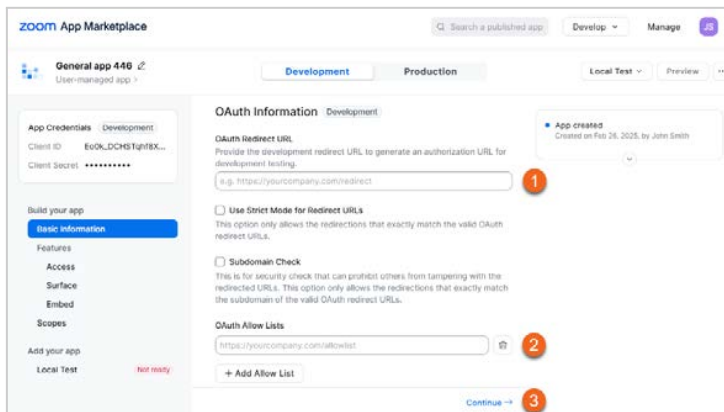 zoom App Marketplace
Search a published app
Develop
Manage
JS
General app 446
User-managed app >
Development
Production
Local Test
Preview
App Credentials Development
Client ID
Client Secret ••••••••••
Build your app
Basic Information
Features
Access
Surface
Embed
Scopes
Add your app
Local Test Not ready
OAuth Information Development
OAuth Redirect URL
Provide the development redirect URL to generate an authorization URL for
development testing.
e.g. https://yourcompany.com/redirect
1
Use Strict Mode for Redirect URLs
This option only allows the redirections that exactly match the valid OAuth
redirect URLs.
Subdomain Check
This is for security check that can prohibit others from tampering with the
redirected URLs. This option only allows the redirections that exactly match
the subdomain of the valid OAuth redirect URLs.
OAuth Allow Lists
https://yourcompany.com/allowlist
2
+ Add Allow List
Continue →
3
App created
Created on Feb 26, 2025, by John Smith